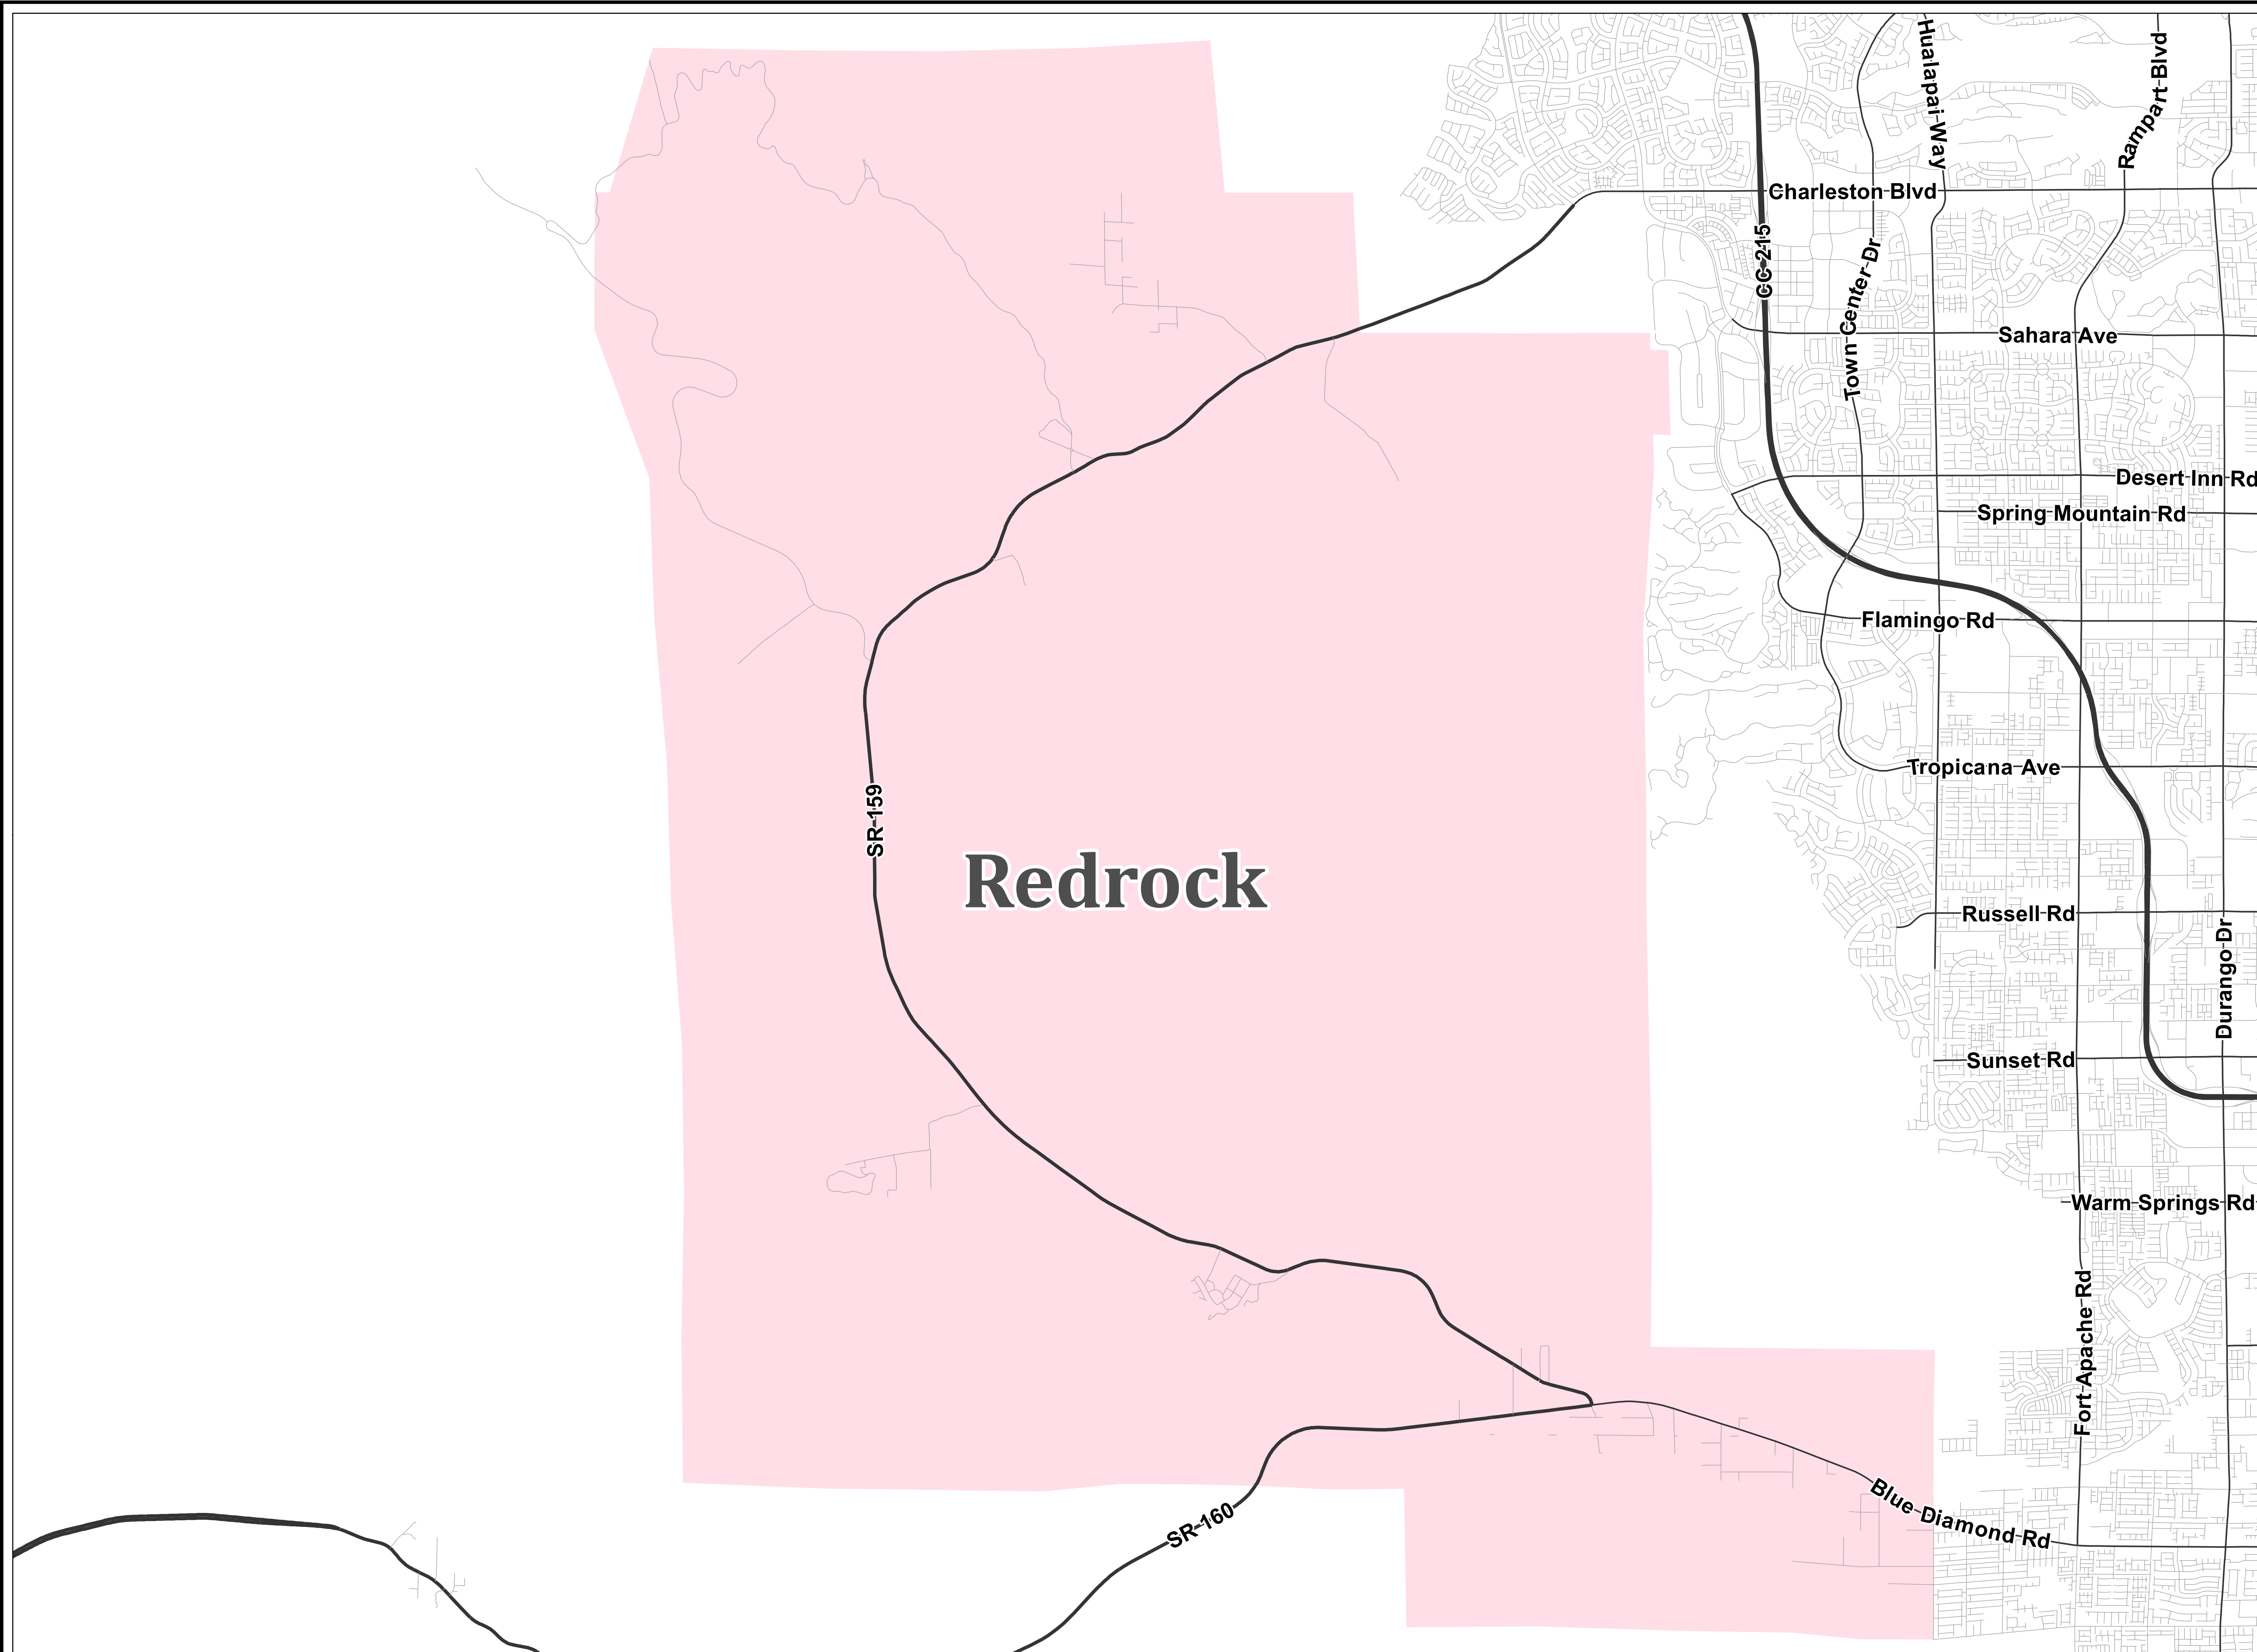 Hualapai Way
Rampart Blvd
Charleston Blvd
CC 215
Town Center Dr
Sahara Ave
Desert Inn Rd
Spring Mountain Rd
Flamingo Rd
Tropicana Ave
SR 159
Redrock
Russell Rd
Durango Dr
Sunset Rd
Warm Springs Rd
Fort Apache Rd
Blue Diamond Rd
SR 160